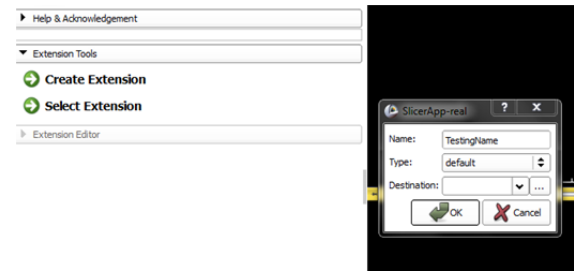 Help & Acknowledgement
Extension Tools
Create Extension
Select Extension
Extension Editor
SlicerApp-real
Name: TestingName
Type: default
Destination: ...
OK Cancel